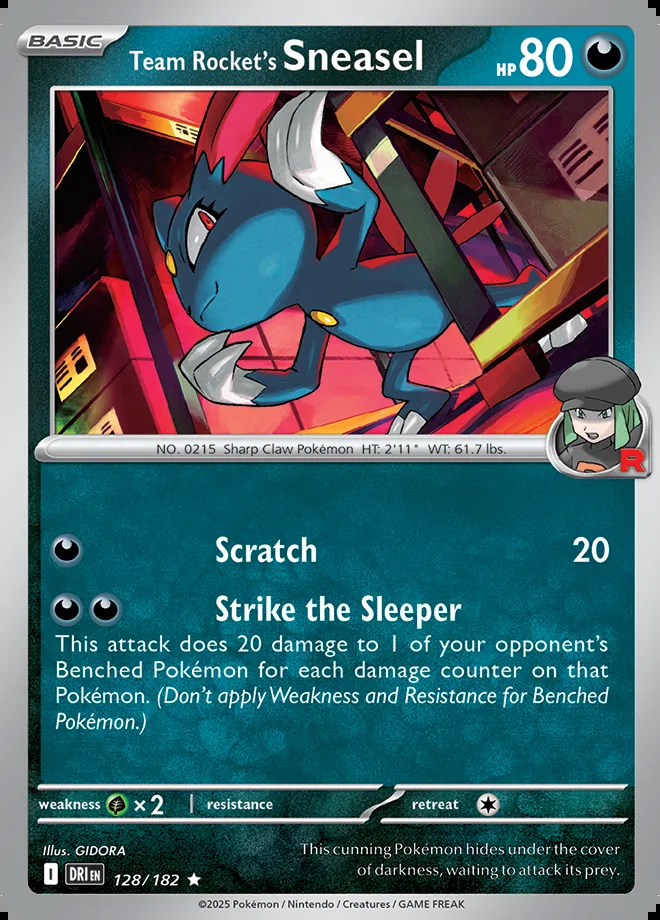 BASIC
Team Rocket's Sneasel HP 80
NO. 0215 Sharp Claw Pokémon HT: 2'11" WT: 61.7 lbs.
R
Scratch 20
Strike the Sleeper
This attack does 20 damage to 1 of your opponent's
Benched Pokémon for each damage counter on that
Pokémon. (Don't apply Weakness and Resistance for Benched
Pokémon.)
weakness ×2 resistance retreat
Illus. GIDORA
This cunning Pokémon hides under the cover
of darkness, waiting to attack its prey.
I DRI EN 128/182
©2025 Pokémon / Nintendo / Creatures / GAME FREAK